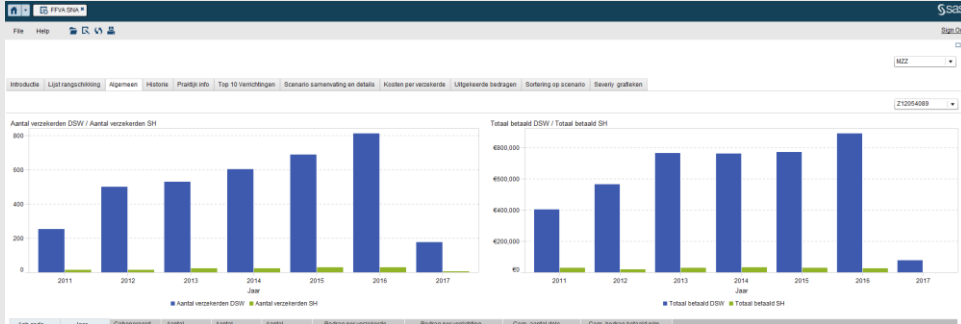 FFVA SNA
sas
File Help
Sign O
MZZ
Introductie Lijst rangschikking Algemeen Historie Praktijk info Top 10 Verrichtingen Scenario samenvating en details Kosten per verzekerde Uitgekeerde bedragen Sortering op scenario Severiy grafieken
Z12054089
Aantal verzekerden DSW / Aantal verzekerden SH
800
600
400
200
0
2011 2012 2013 2014 2015 2016 2017
Jaar
Aantal verzekerden DSW Aantal verzekerden SH
Totaal betaald DSW / Totaal betaald SH
€800,000
€600,000
€400,000
€200,000
€0
2011 2012 2013 2014 2015 2016 2017
Jaar
Totaal betaald DSW Totaal betaald SH